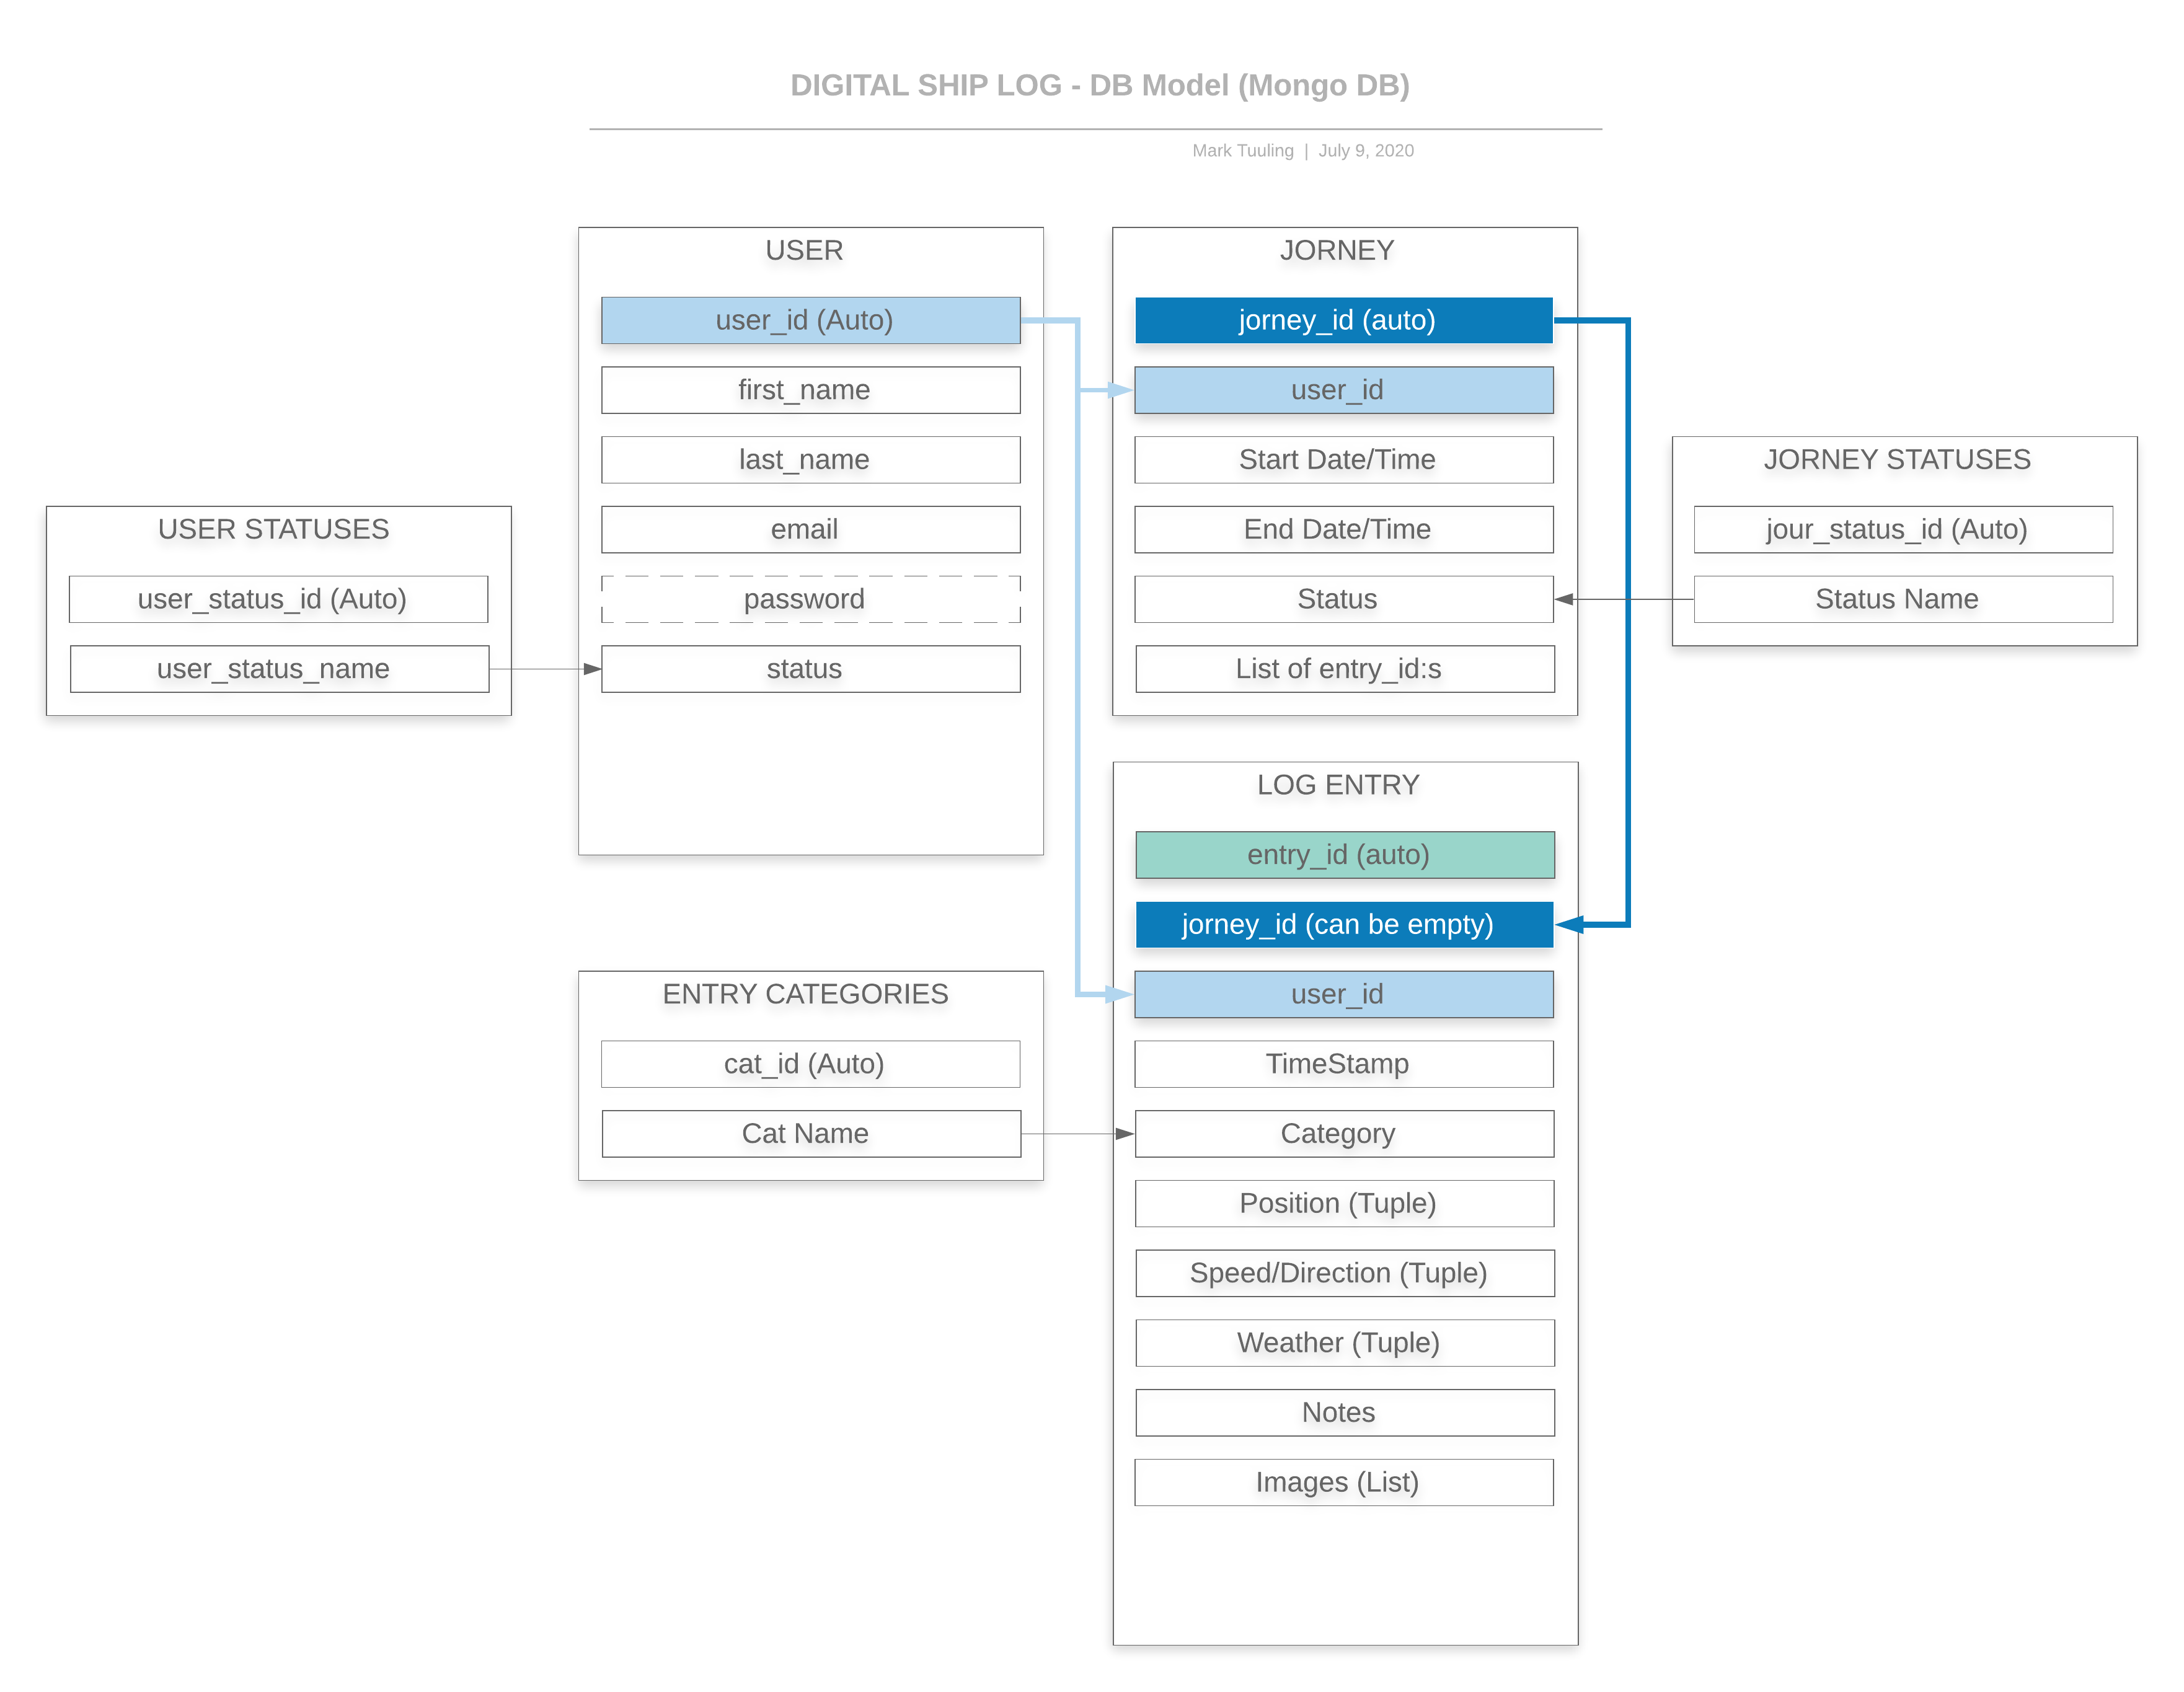 DIGITAL SHIP LOG - DB Model (Mongo DB)
Mark Tuuling | July 9, 2020
USER
user_id (Auto)
first_name
last_name
email
password
status
JORNEY
jorney_id (auto)
user_id
Start Date/Time
End Date/Time
Status
List of entry_id:s
JORNEY STATUSES
jour_status_id (Auto)
Status Name
USER STATUSES
user_status_id (Auto)
user_status_name
LOG ENTRY
entry_id (auto)
jorney_id (can be empty)
user_id
TimeStamp
Category
Position (Tuple)
Speed/Direction (Tuple)
Weather (Tuple)
Notes
Images (List)
ENTRY CATEGORIES
cat_id (Auto)
Cat Name